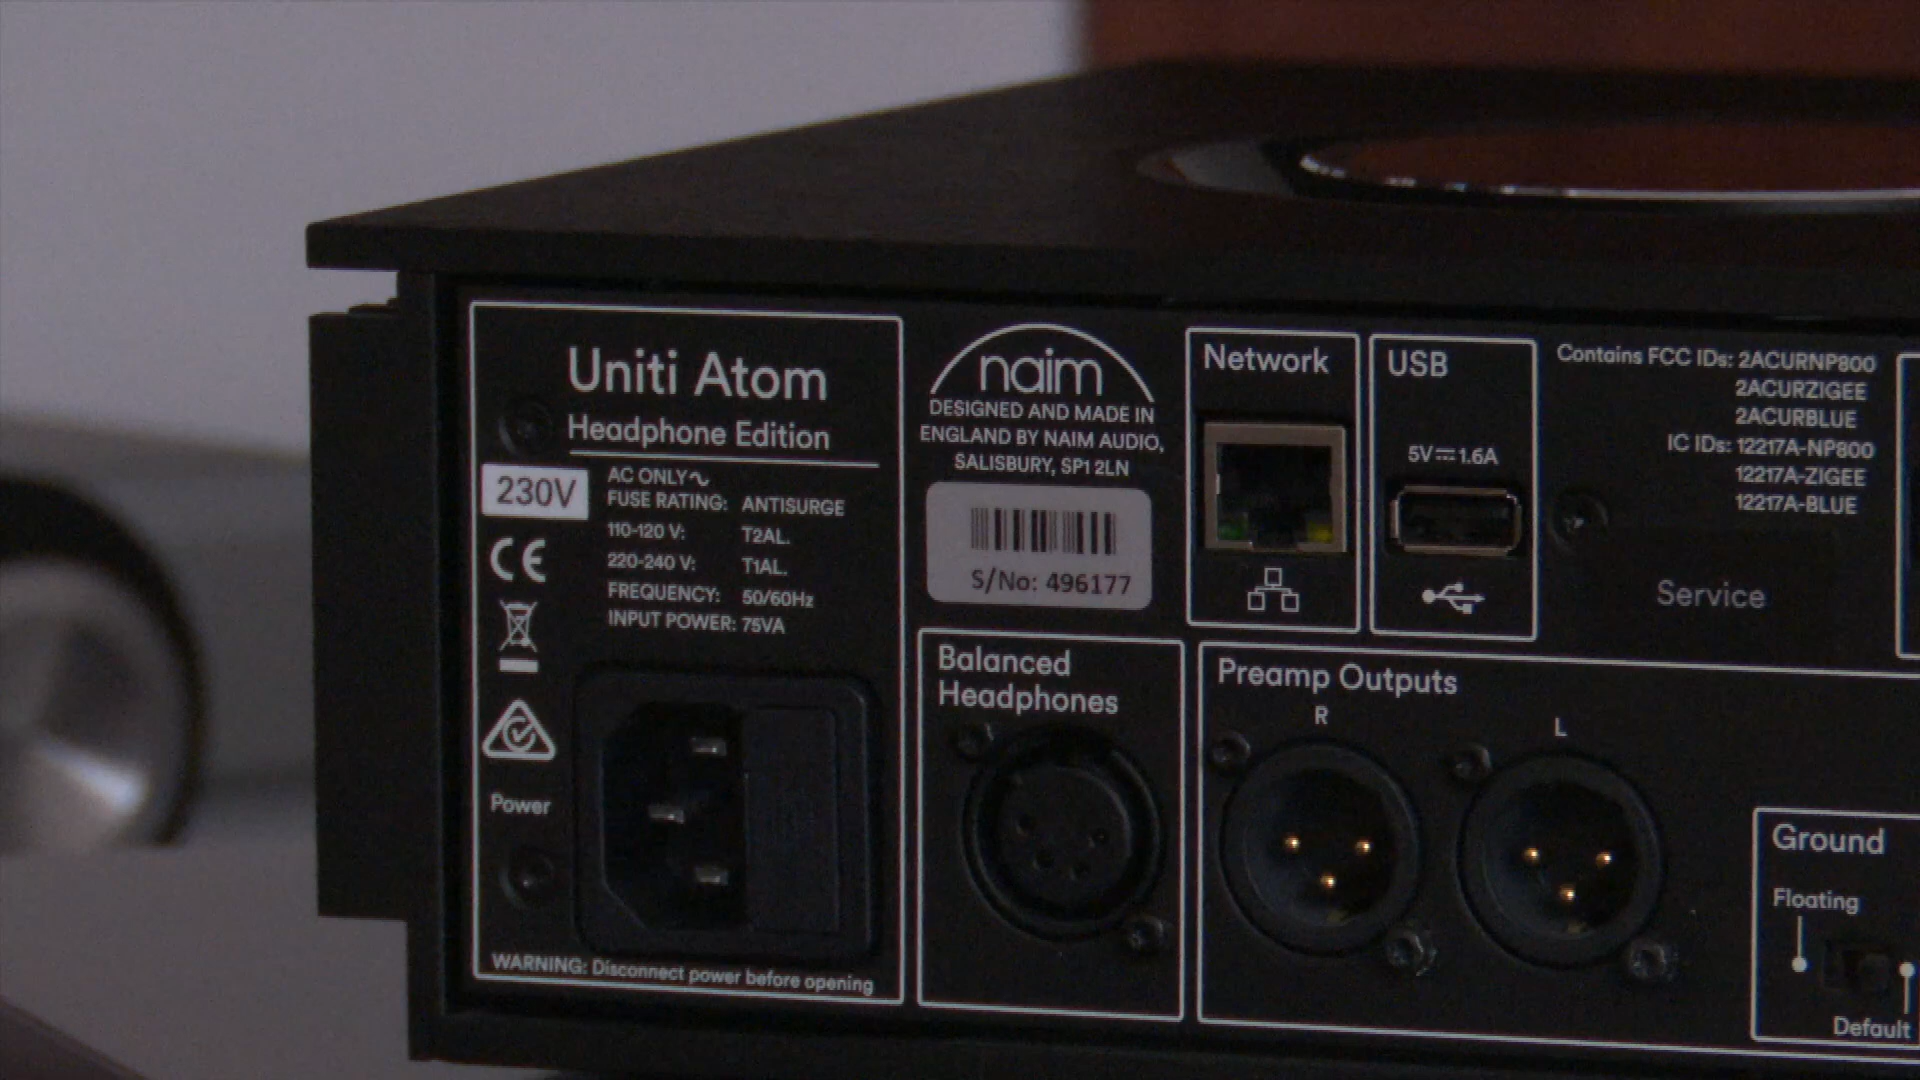 Uniti Atom
Headphone Edition
230V
AC ONLY
FUSE RATING: ANTISURGE
110-120 V: T2AL.
220-240 V: T1AL.
FREQUENCY: 50/60Hz
INPUT POWER: 75VA
CE
Power
WARNING: Disconnect power before opening
naim
DESIGNED AND MADE IN
ENGLAND BY NAIM AUDIO,
SALISBURY, SP1 2LN
S/No: 496177
Network
USB
5V 1.6A
Contains FCC IDs: 2ACURNP800
2ACURZIGEE
2ACURBLUE
IC IDs: 12217A-NP800
12217A-ZIGEE
12217A-BLUE
Service
Balanced
Headphones
Preamp Outputs
R
L
Ground
Floating
Default